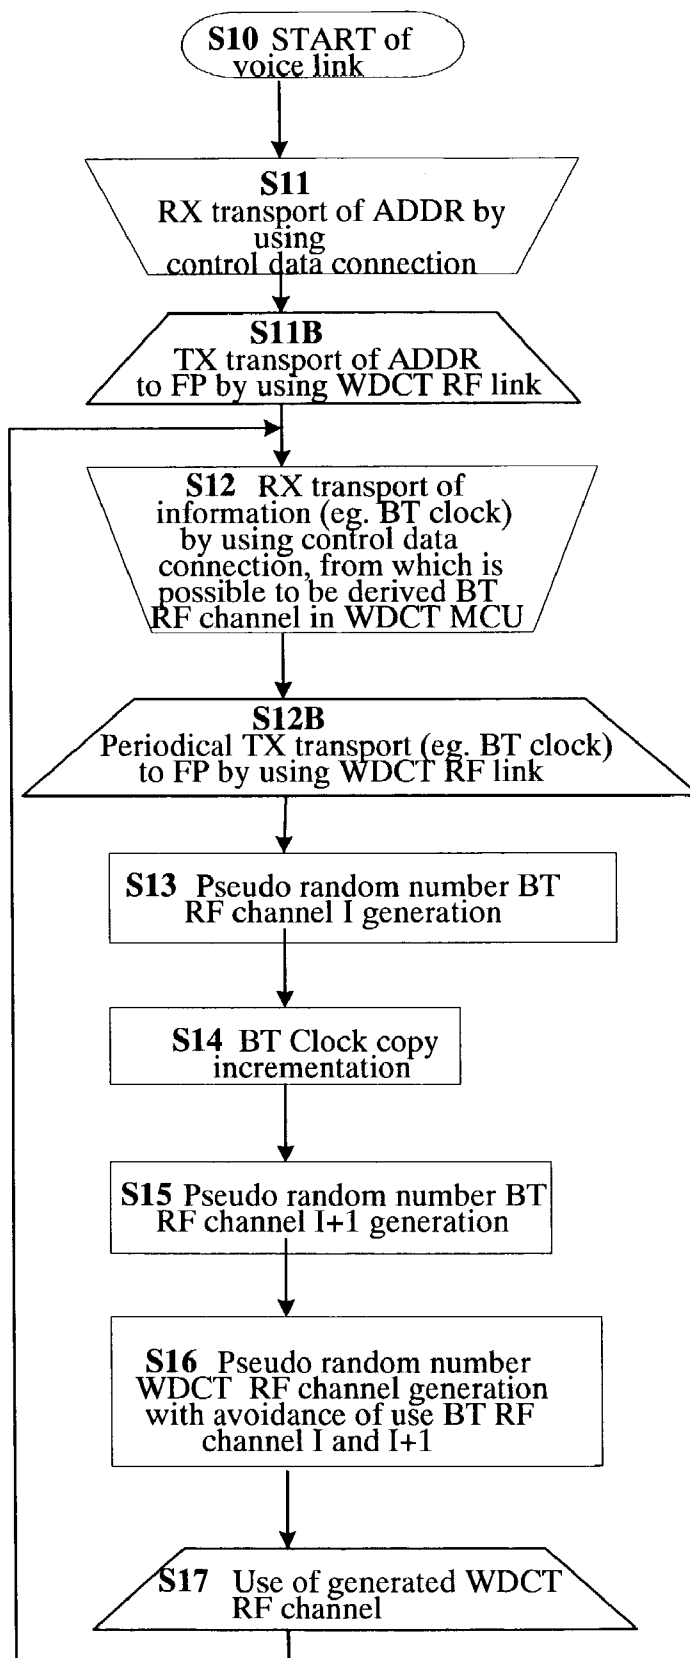 S10 START of
voice link
S11
RX transport of ADDR by
using
control data connection
S11B
TX transport of ADDR
to FP by using WDCT RF link
S12 RX transport of
information (eg. BT clock)
by using control data
connection, from which is
possible to be derived BT
RF channel in WDCT MCU
S12B
Periodical TX transport (eg. BT clock)
to FP by using WDCT RF link
S13 Pseudo random number BT
RF channel I generation
S14 BT Clock copy
incrementation
S15 Pseudo random number BT
RF channel I+1 generation
S16 Pseudo random number
WDCT RF channel generation
with avoidance of use BT RF
channel I and I+1
S17 Use of generated WDCT
RF channel